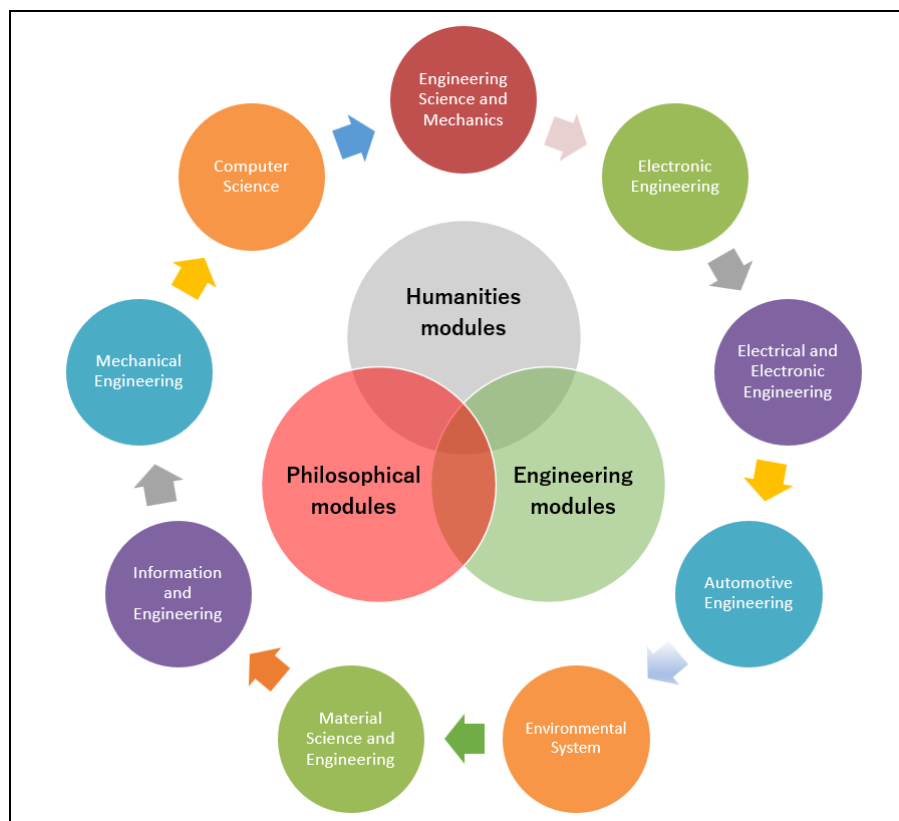 Engineering
Science and
Mechanics
Electronic
Engineering
Electrical and
Electronic
Engineering
Automotive
Engineering
Environmental
System
Material
Science and
Engineering
Information
and
Engineering
Mechanical
Engineering
Computer
Science
Humanities
modules
Philosophical
modules
Engineering
modules